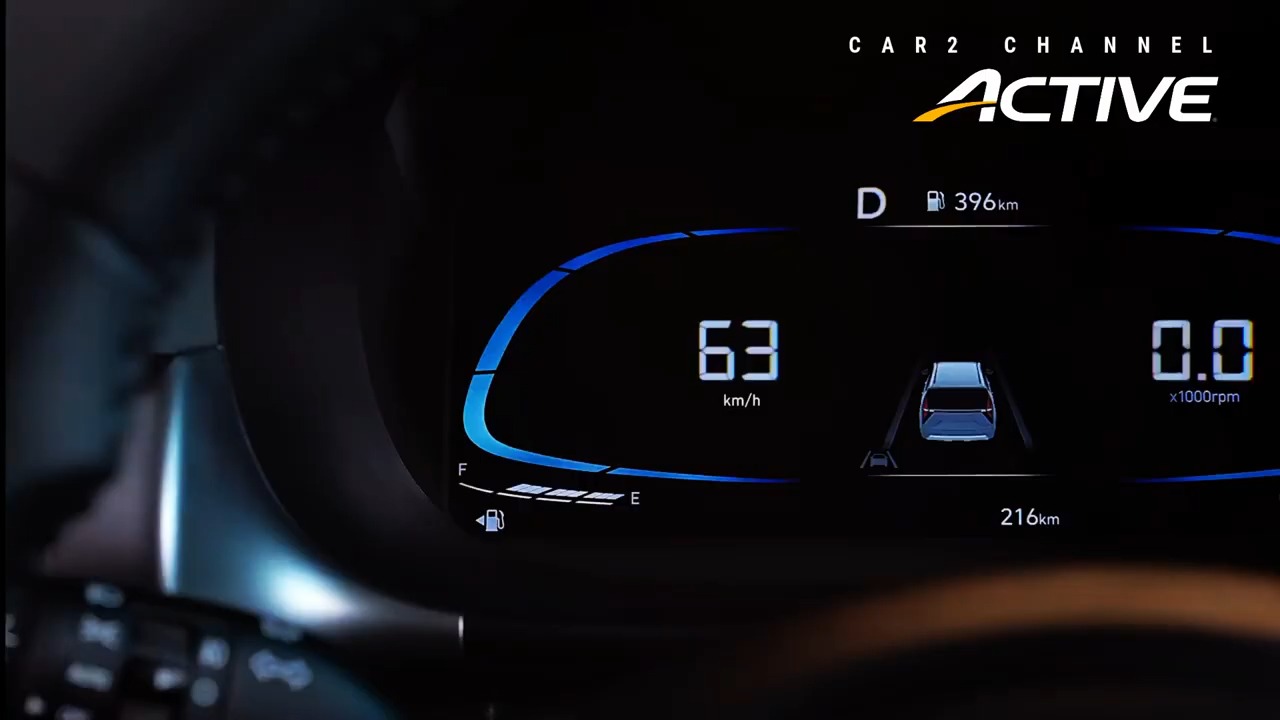 CAR2 CHANNEL
ACTIVE
D 396km
63
km/h
0.0
x1000rpm
F
E
216km